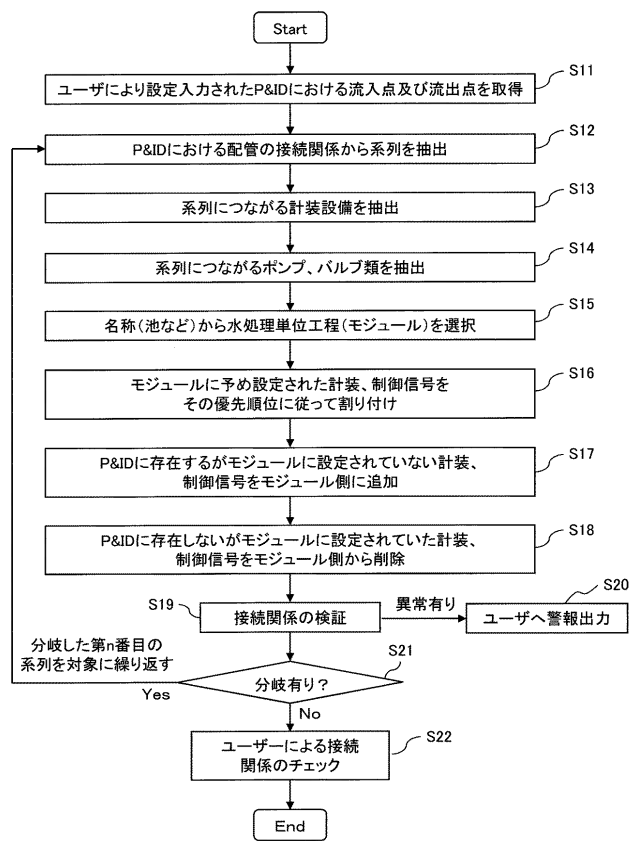 Start
S11
ユーザにより設定入力されたP&IDにおける流入点及び流出点を取得
S12
P&IDにおける配管の接続関係から系列を抽出
S13
系列につながる計装設備を抽出
S14
系列につながるポンプ、バルブ類を抽出
S15
名称(池など)から水処理単位工程(モジュール)を選択
S16
モジュールに予め設定された計装、制御信号を
その優先順位に従って割り付け
S17
P&IDに存在するがモジュールに設定されていない計装、
制御信号をモジュール側に追加
S18
P&IDに存在しないがモジュールに設定されていた計装、
制御信号をモジュール側から削除
S19
接続関係の検証
異常有り
S20
ユーザへ警報出力
分岐した第n番目の
系列を対象に繰り返す
Yes
S21
分岐有り?
No
S22
ユーザーによる接続
関係のチェック
End